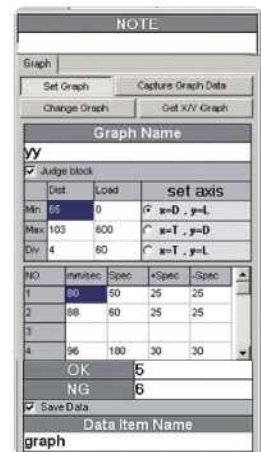 NOTE
Graph
Set Graph Capture Graph Data
Change Graph Get X/Y Graph
Graph Name
yy
Judge block
Dist. Load set axis
Min 65 0 x=D , y=L
Max 103 600 x=T , y=D
Div 4 60 x=T , y=L
NO mm/sec Spec +Spec -Spec
1 80 50 25 25
2 88 60 25 25
3
4 96 180 30 30
OK 5
NG 6
Save Data
Data Item Name
graph